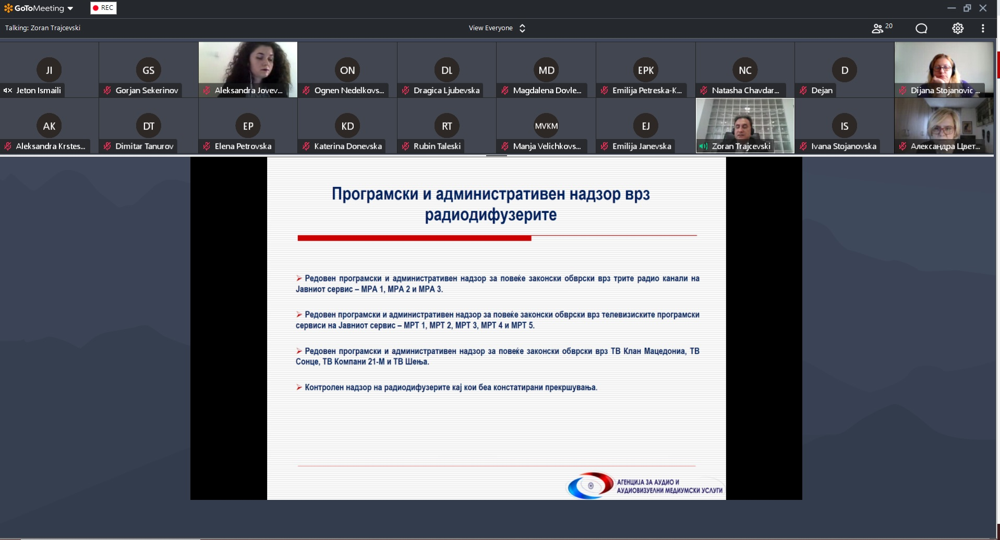 GoToMeeting
REC
Talking: Zoran Trajcevski
View Everyone
20
JI
GS
ON
DL
MD
EPK
NC
D
Jeton Ismaili
Gorjan Sekerinov
Aleksandra Jovev...
Ognen Nedelkovs...
Dragica Ljubevska
Magdalena Dovle...
Emilija Petreska-K...
Natasha Chavdar...
Dejan
Dijana Stojanovic ...
AK
DT
EP
KD
RT
MVKM
EJ
IS
Aleksandra Krstes...
Dimitar Tanurov
Elena Petrovska
Katerina Donevska
Rubin Taleski
Manja Velichkovs...
Emilija Janevska
Zoran Trajcevski
Ivana Stojanovska
Александра Цвет...
Програмски и административен надзор врз
радиодифузерите
Редовен програмски и административен надзор за повеќе законски обврски врз трите радио канали на
Јавниот сервис – МРА 1, МРА 2 и МРА 3.
Редовен програмски и административен надзор за повеќе законски обврски врз телевизиските програмски
сервиси на Јавниот сервис – МРТ 1, МРТ 2, МРТ 3, МРТ 4 и МРТ 5.
Редовен програмски и административен надзор за повеќе законски обврски врз ТВ Клан Мацедониа, ТВ
Сонце, ТВ Компани 21-М и ТВ Шења.
Контролен надзор на радиодифузерите кај кои беа констатирани прекршувања.
АГЕНЦИЈА ЗА АУДИО И
АУДИОВИЗУЕЛНИ МЕДИУМСКИ УСЛУГИ